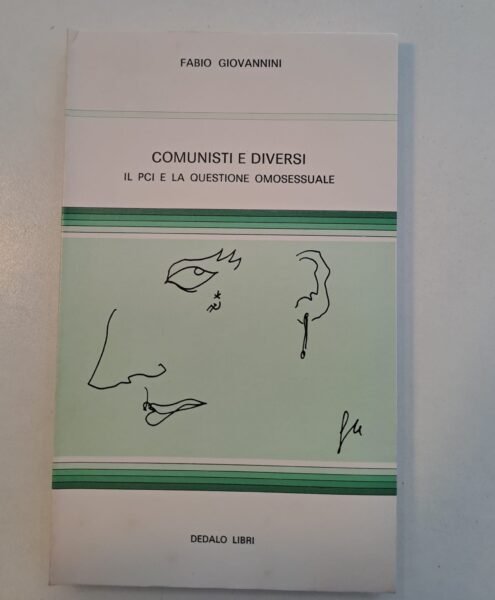 FABIO GIOVANNINI
COMUNISTI E DIVERSI
IL PCI E LA QUESTIONE OMOSESSUALE
DEDALO LIBRI